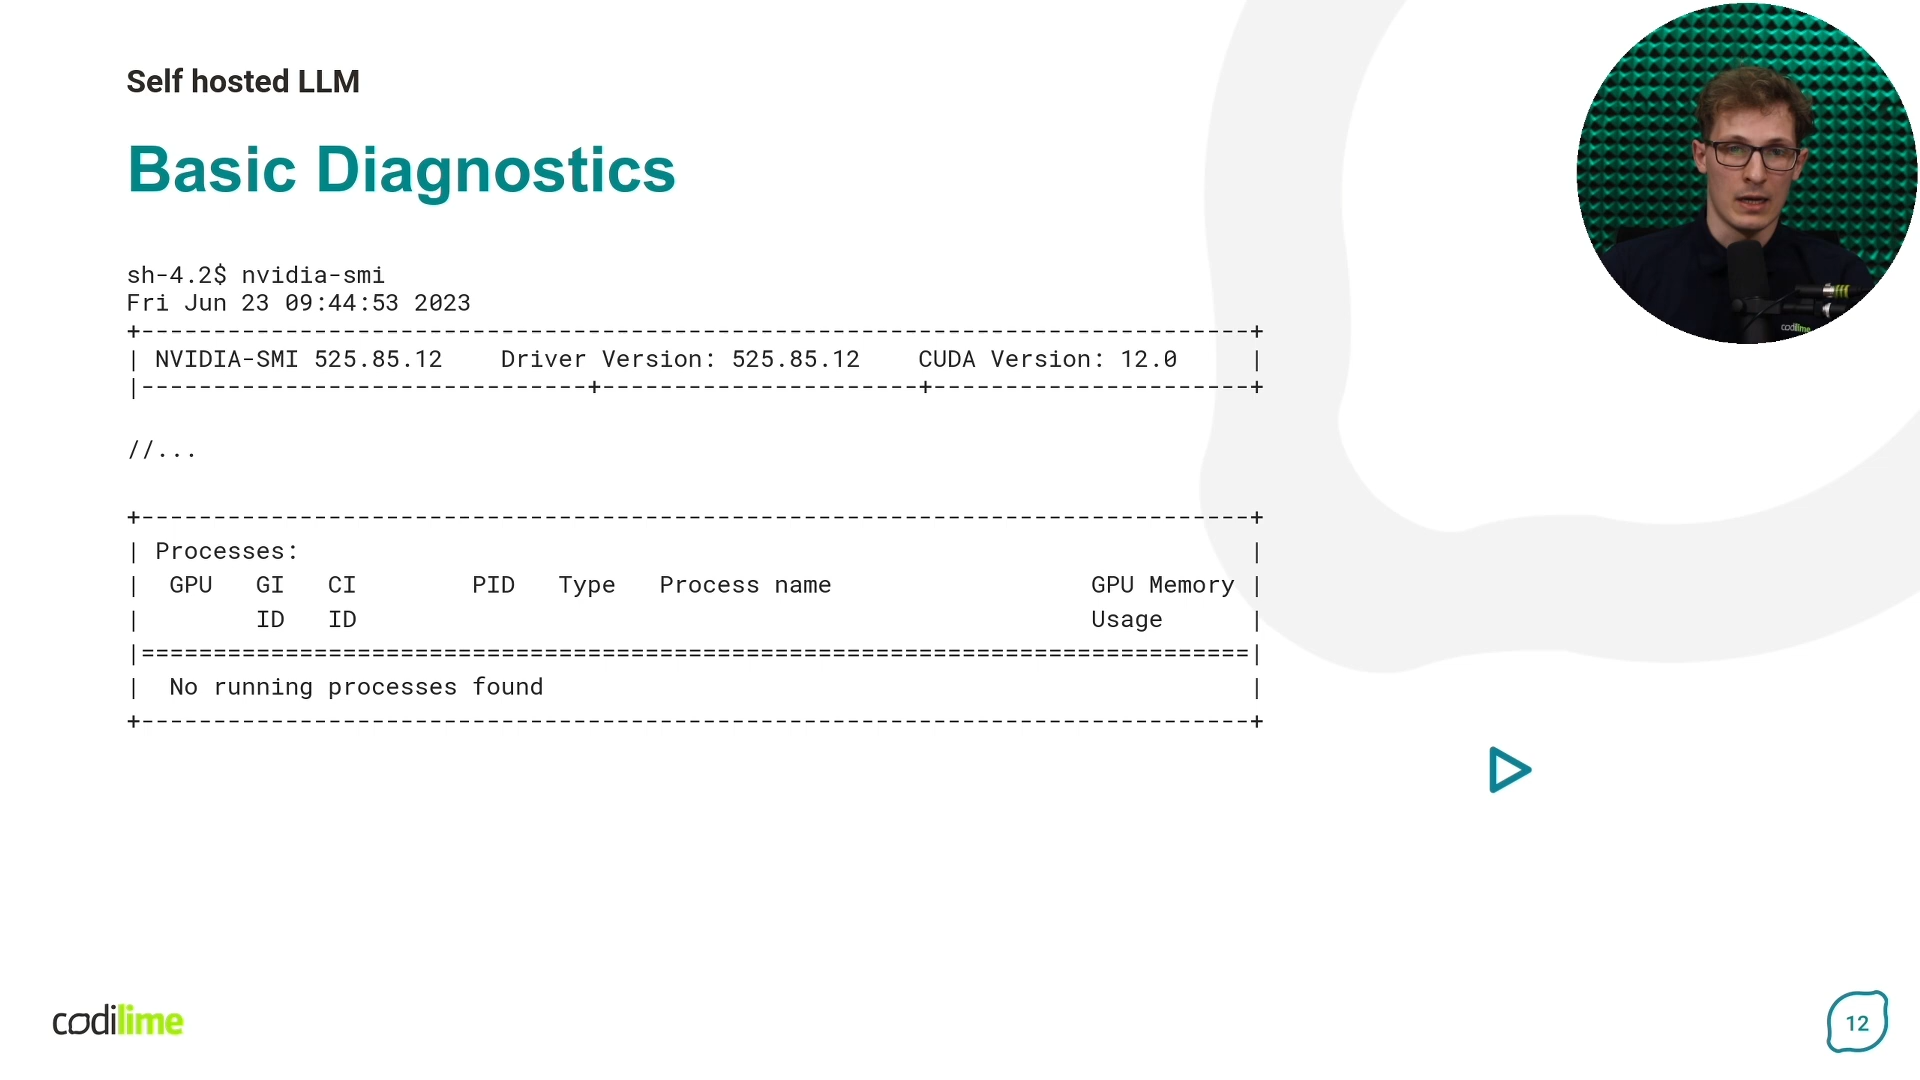 Self hosted LLM
Basic Diagnostics
sh-4.2$ nvidia-smi
Fri Jun 23 09:44:53 2023
+-----------------------------------------------------------------------------+
| NVIDIA-SMI 525.85.12    Driver Version: 525.85.12    CUDA Version: 12.0     |
|-------------------------------+----------------------+----------------------+
//...
+-----------------------------------------------------------------------------+
| Processes:                                                                  |
|  GPU   GI   CI        PID   Type   Process name                  GPU Memory |
|        ID   ID                                                   Usage      |
|=============================================================================|
|  No running processes found                                                 |
+-----------------------------------------------------------------------------+
codilime
codilime
12